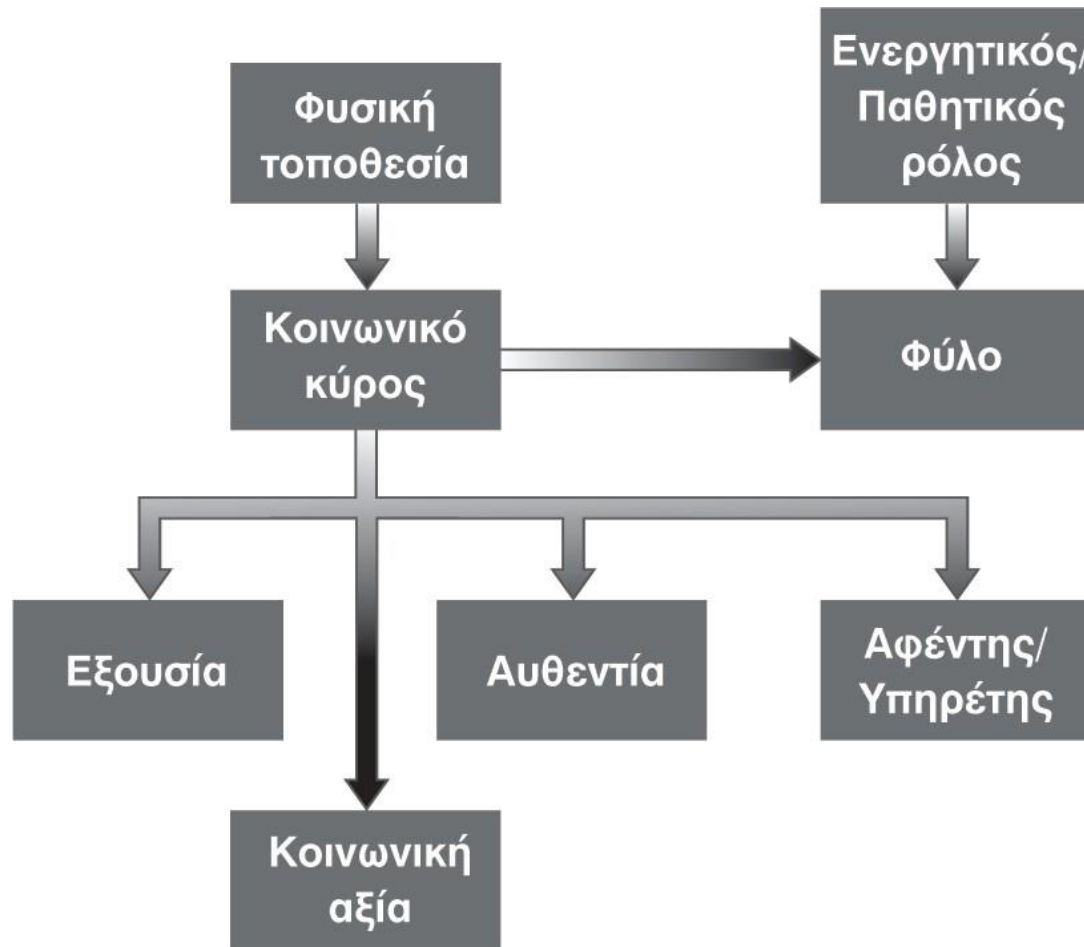 Φυσική
τοποθεσία
Ενεργητικός/
Παθητικός
ρόλος
Κοινωνικό
κύρος
Φύλο
Εξουσία
Αυθεντία
Αφέντης/
Υπηρέτης
Κοινωνική
αξία